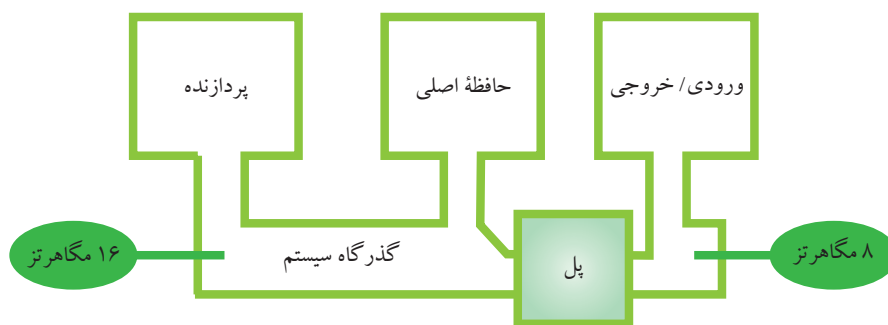 ورودی/ خروجی
حافظهٔ اصلی
پردازنده
۸ مگاهرتز
پل
گذرگاه سیستم
۱۶ مگاهرتز